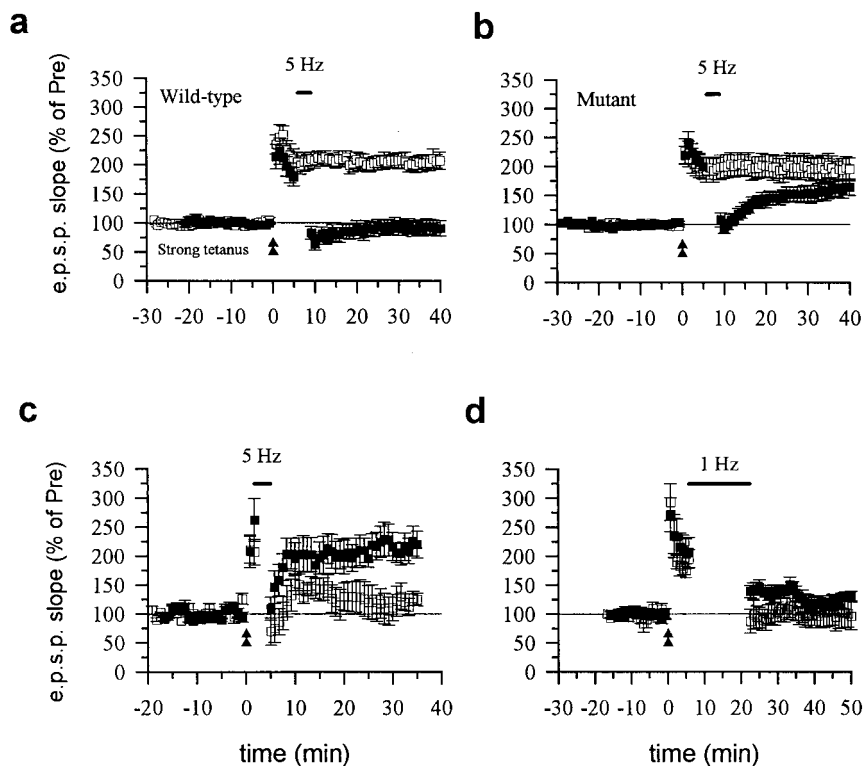 a
b
5 Hz
5 Hz
e.p.s.p. slope (% of Pre)
350
300
250
200
150
100
50
0
Wild-type
Strong tetanus
-30 -20 -10 0 10 20 30 40
350
300
250
200
150
100
50
0
Mutant
-30 -20 -10 0 10 20 30 40
c
d
5 Hz
1 Hz
e.p.s.p. slope (% of Pre)
350
300
250
200
150
100
50
0
-20 -10 0 10 20 30 40
time (min)
350
300
250
200
150
100
50
0
-30 -20 -10 0 10 20 30 40 50
time (min)